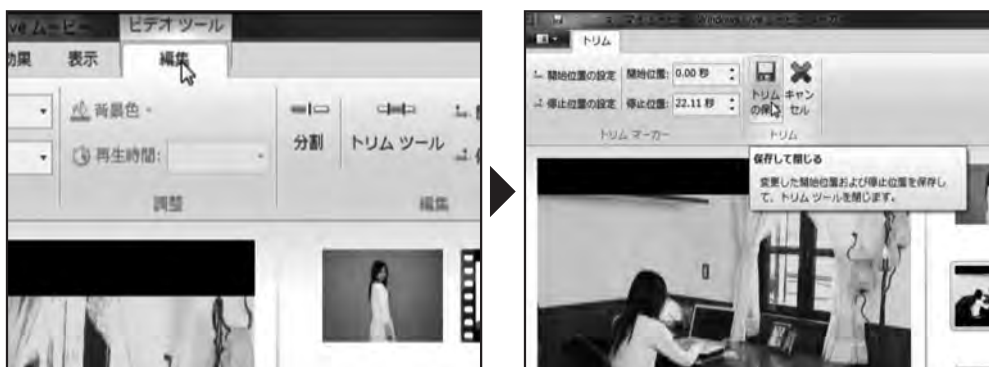 ve ムービー
ビデオ ツール
効果
表示
編集
背景色
再生時間:
分割
トリム ツール
調整
編集
トリム
開始位置の設定
開始位置: 0.00 秒
停止位置の設定
停止位置: 22.11 秒
トリム
の保
キャン
セル
トリム マーカー
トリム
保存して閉じる
変更した開始位置および停止位置を保存し
て、トリム ツールを閉じます。